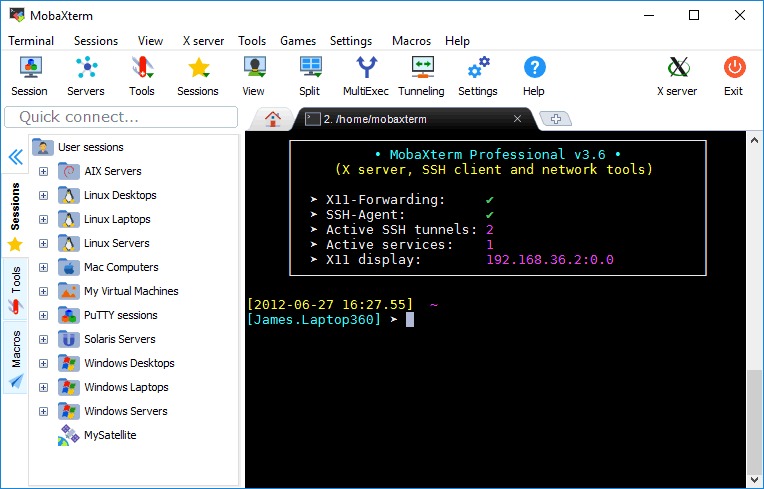 MobaXterm
Terminal Sessions View X server Tools Games Settings Macros Help
Session Servers Tools Sessions View Split MultiExec Tunneling Settings Help X server Exit
Quick connect...
2. /home/mobaxterm
Sessions
Tools
Macros
User sessions
AIX Servers
Linux Desktops
Linux Laptops
Linux Servers
Mac Computers
My Virtual Machines
PuTTY sessions
Solaris Servers
Windows Desktops
Windows Laptops
Windows Servers
MySatellite
• MobaXterm Professional v3.6 •
(X server, SSH client and network tools)
➤ X11-Forwarding: ✔
➤ SSH-Agent: ✔
➤ Active SSH tunnels: 2
➤ Active services: 1
➤ X11 display: 192.168.36.2:0.0
[2012-06-27 16:27.55] ~
[James.Laptop360] ➤